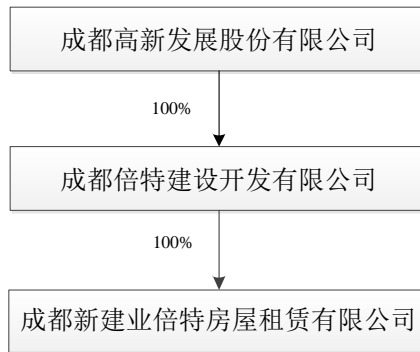 成都高新发展股份有限公司
100%
成都倍特建设开发有限公司
100%
成都新建业倍特房屋租赁有限公司